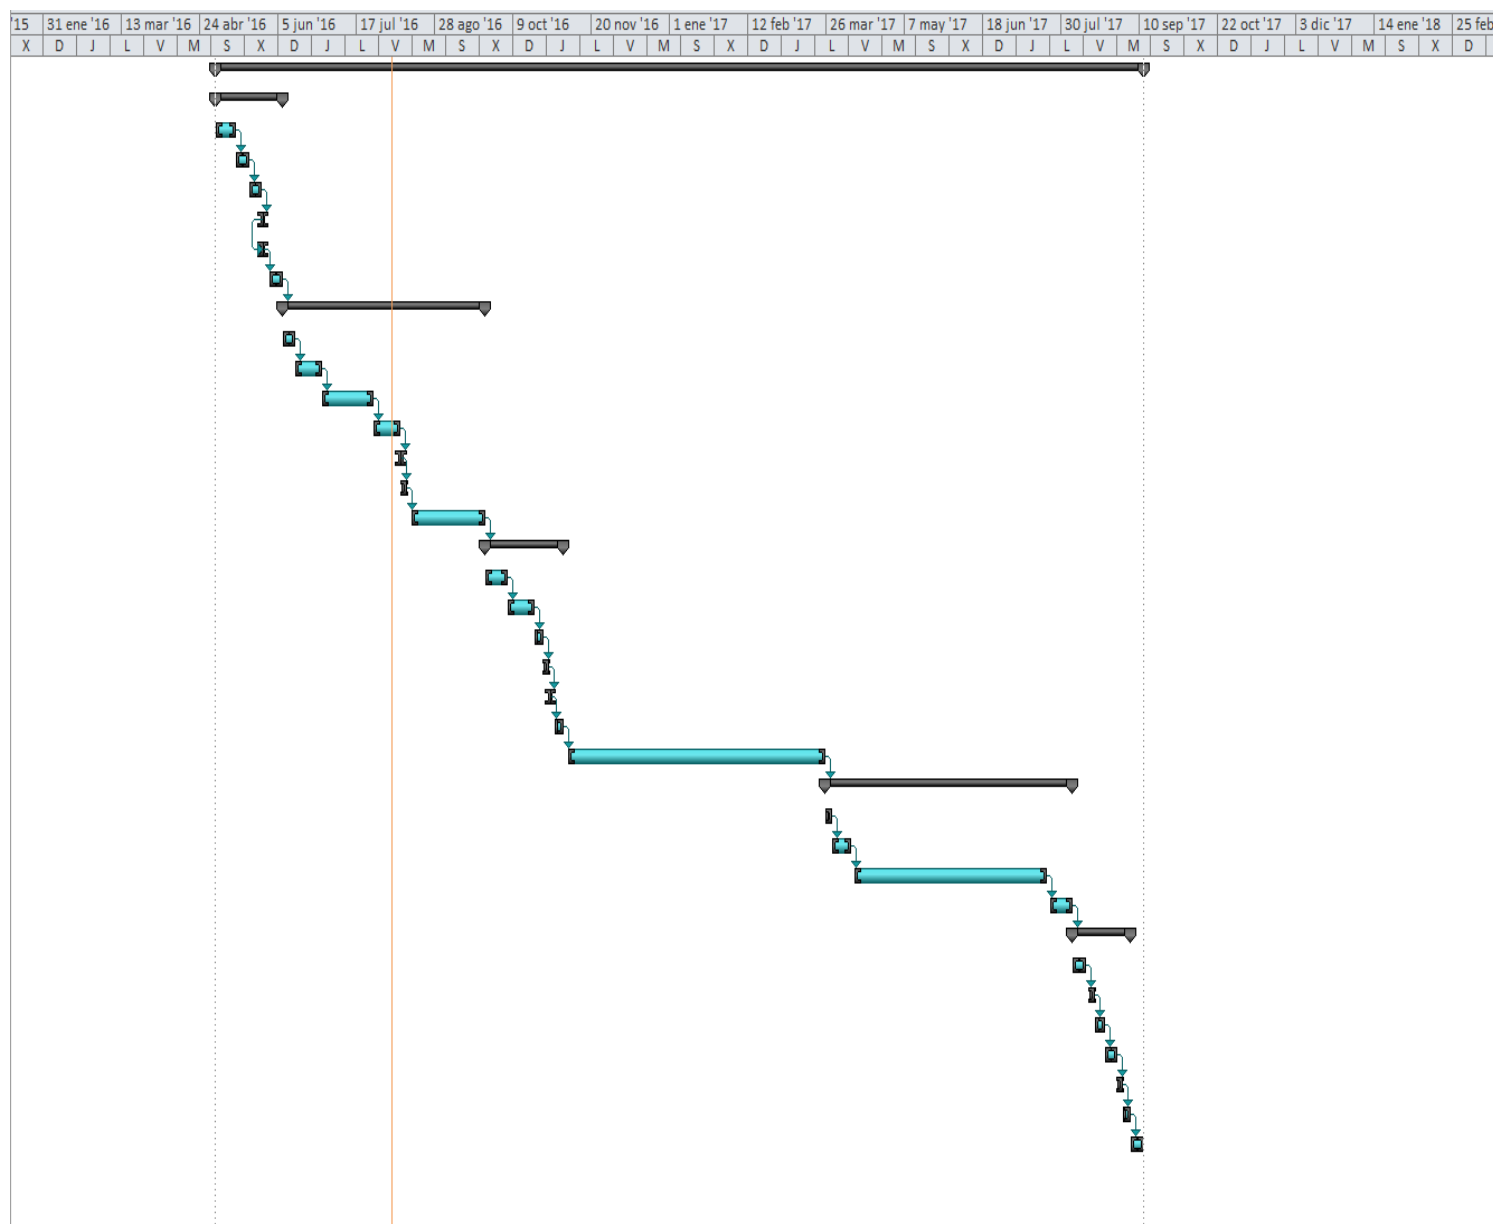 '15 31 ene '16 13 mar '16 24 abr '16 5 jun '16 17 jul '16 28 ago '16 9 oct '16 20 nov '16 1 ene '17 12 feb '17 26 mar '17 7 may '17 18 jun '17 30 jul '17 10 sep '17 22 oct '17 3 dic '17 14 ene '18 25 feb
X D J L V M S X D J L V M S X D J L V M S X D J L V M S X D J L V M S X D J L V M S X D